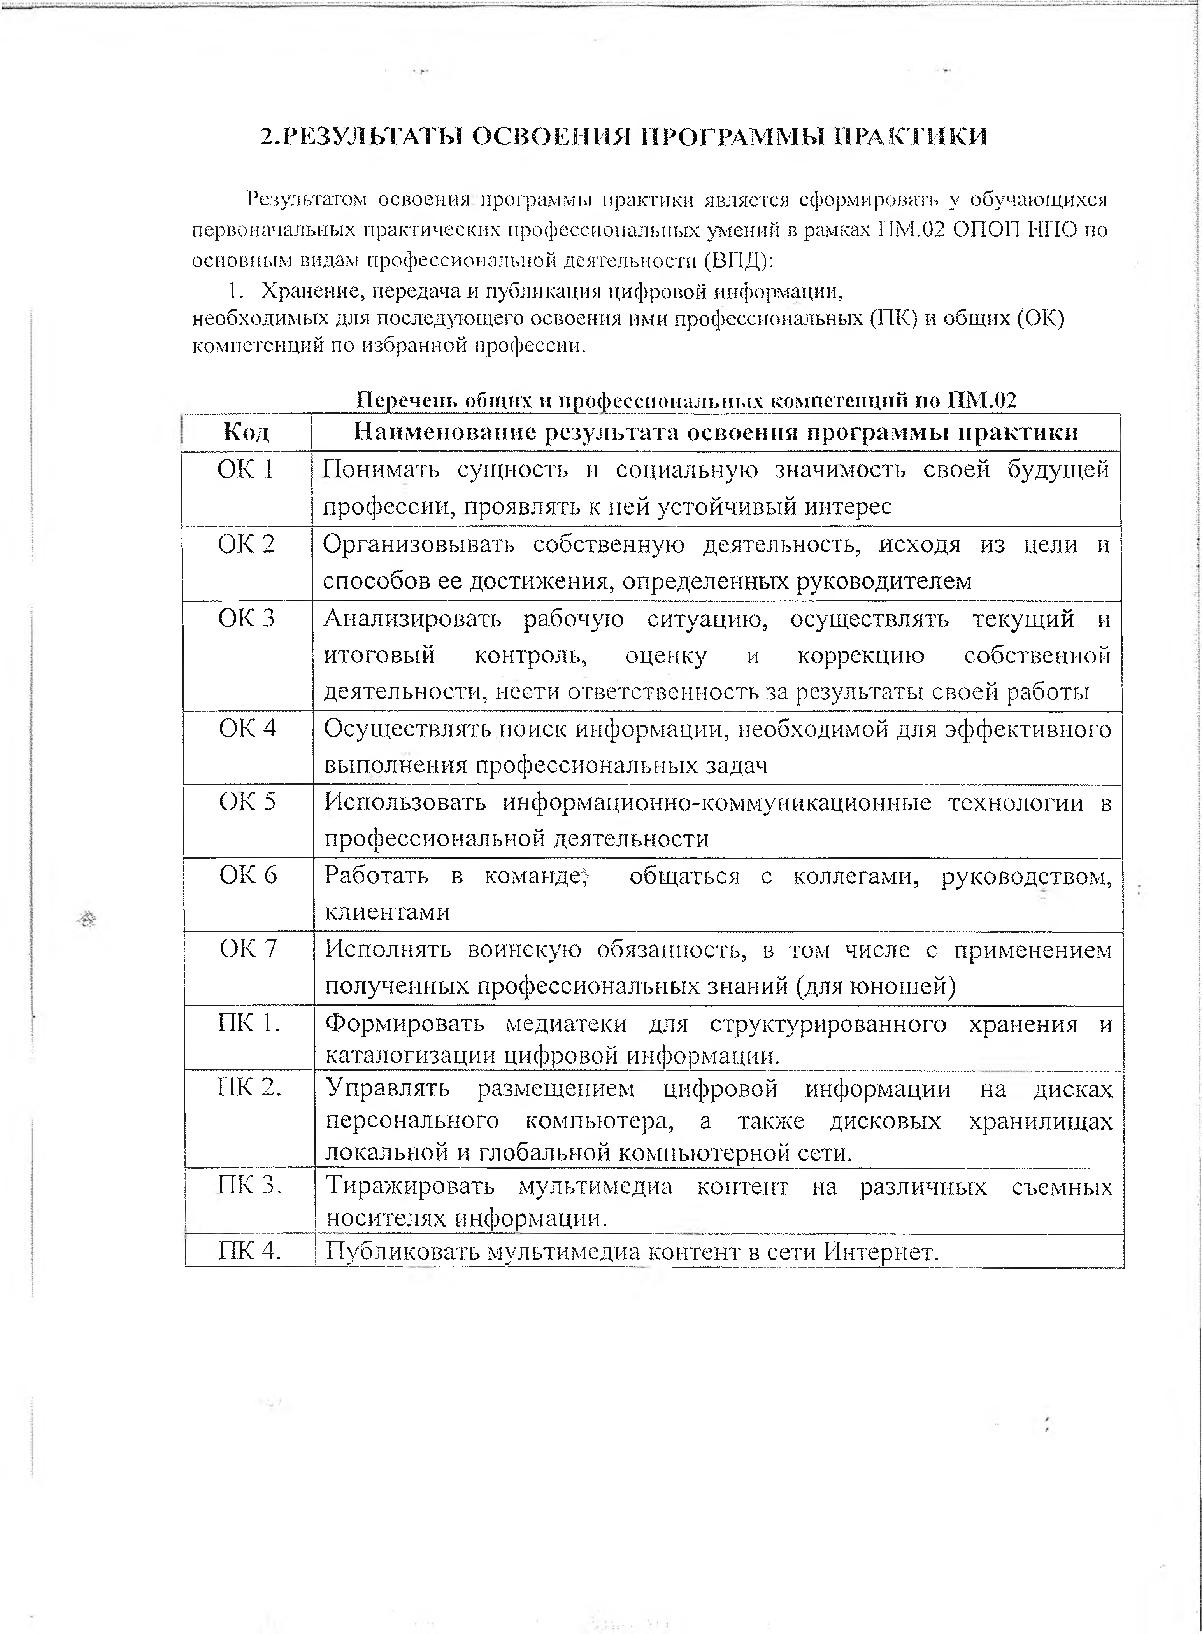 2.РЕЗУЛЬТАТЫ ОСВОЕНИЯ ПРОГРАММЫ ПРАКТИКИ
Результатом освоения программы практики является сформировать у обучающихся
первоначальных практических профессиональных умений в рамках ПМ.02 ОПОП НПО по
основным видам профессиональной деятельности (ВПД):
1. Хранение, передача и публикация цифровой информации,
необходимых для последующего освоения ими профессиональных (ПК) и общих (ОК)
компетенций по избранной профессии.
Перечень общих и профессиональных компетенций по ПМ.02
Код Наименование результата освоения программы практики
ОК 1 Понимать сущность и социальную значимость своей будущей
профессии, проявлять к ней устойчивый интерес
ОК 2 Организовывать собственную деятельность, исходя из цели и
способов ее достижения, определенных руководителем
ОК 3 Анализировать рабочую ситуацию, осуществлять текущий и
итоговый контроль, оценку и коррекцию собственной
деятельности, нести ответственность за результаты своей работы
ОК 4 Осуществлять поиск информации, необходимой для эффективного
выполнения профессиональных задач
ОК 5 Использовать информационно-коммуникационные технологии в
профессиональной деятельности
ОК 6 Работать в команде, общаться с коллегами, руководством,
клиентами
ОК 7 Исполнять воинскую обязанность, в том числе с применением
полученных профессиональных знаний (для юношей)
ПК 1. Формировать медиатеки для структурированного хранения и
каталогизации цифровой информации.
ПК 2. Управлять размещением цифровой информации на дисках
персонального компьютера, а также дисковых хранилищах
локальной и глобальной компьютерной сети.
ПК 3. Тиражировать мультимедиа контент на различных съемных
носителях информации.
ПК 4. Публиковать мультимедиа контент в сети Интернет.